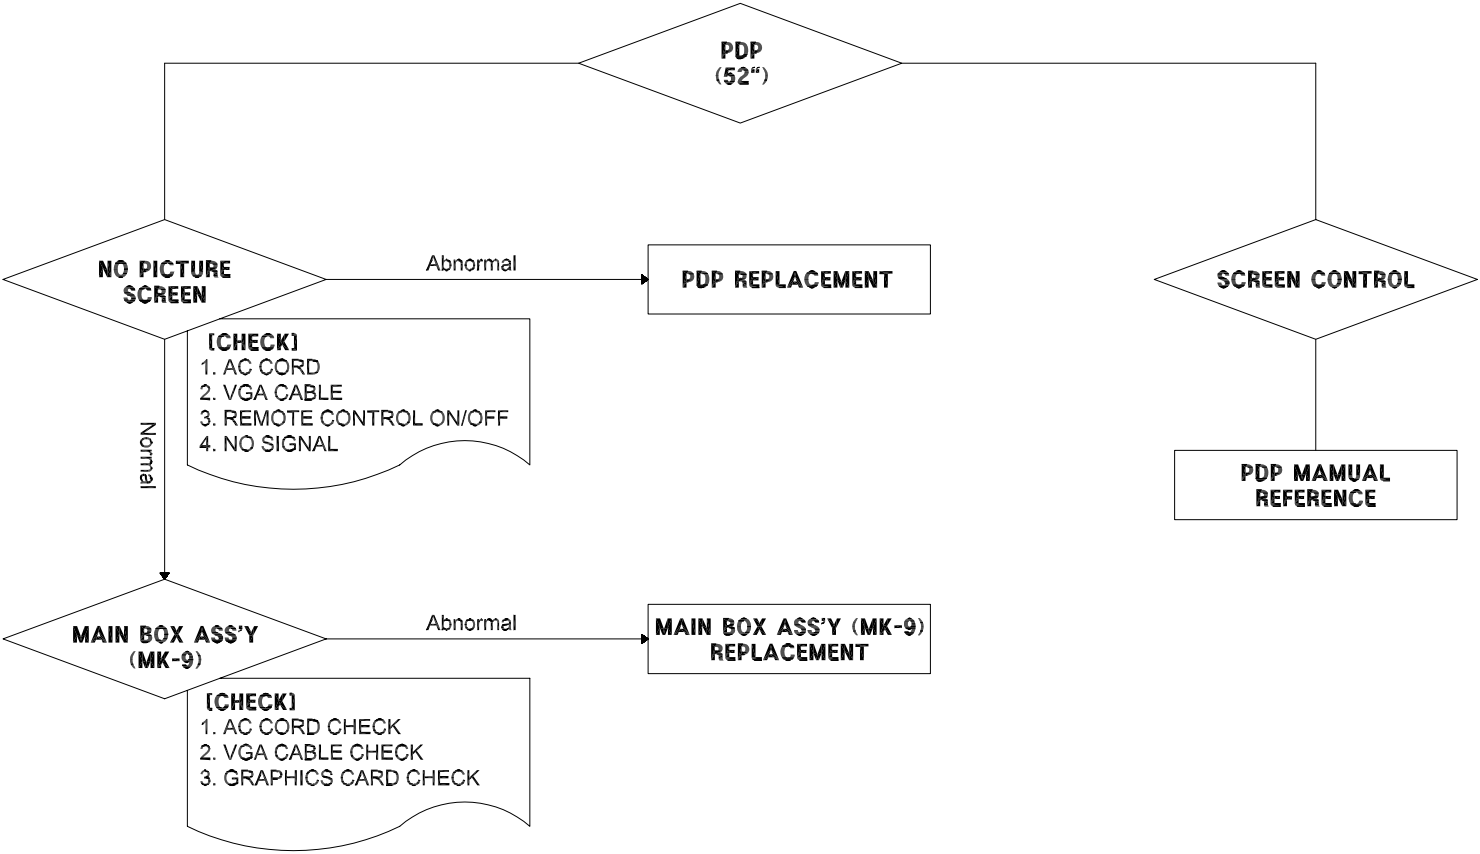 PDP
(52“)
NO PICTURE
SCREEN
Abnormal
PDP REPLACEMENT
SCREEN CONTROL
[CHECK]
1. AC CORD
2. VGA CABLE
3. REMOTE CONTROL ON/OFF
4. NO SIGNAL
Normal
PDP MAMUAL
REFERENCE
MAIN BOX ASS'Y
(MK-9)
Abnormal
MAIN BOX ASS'Y (MK-9)
REPLACEMENT
[CHECK]
1. AC CORD CHECK
2. VGA CABLE CHECK
3. GRAPHICS CARD CHECK